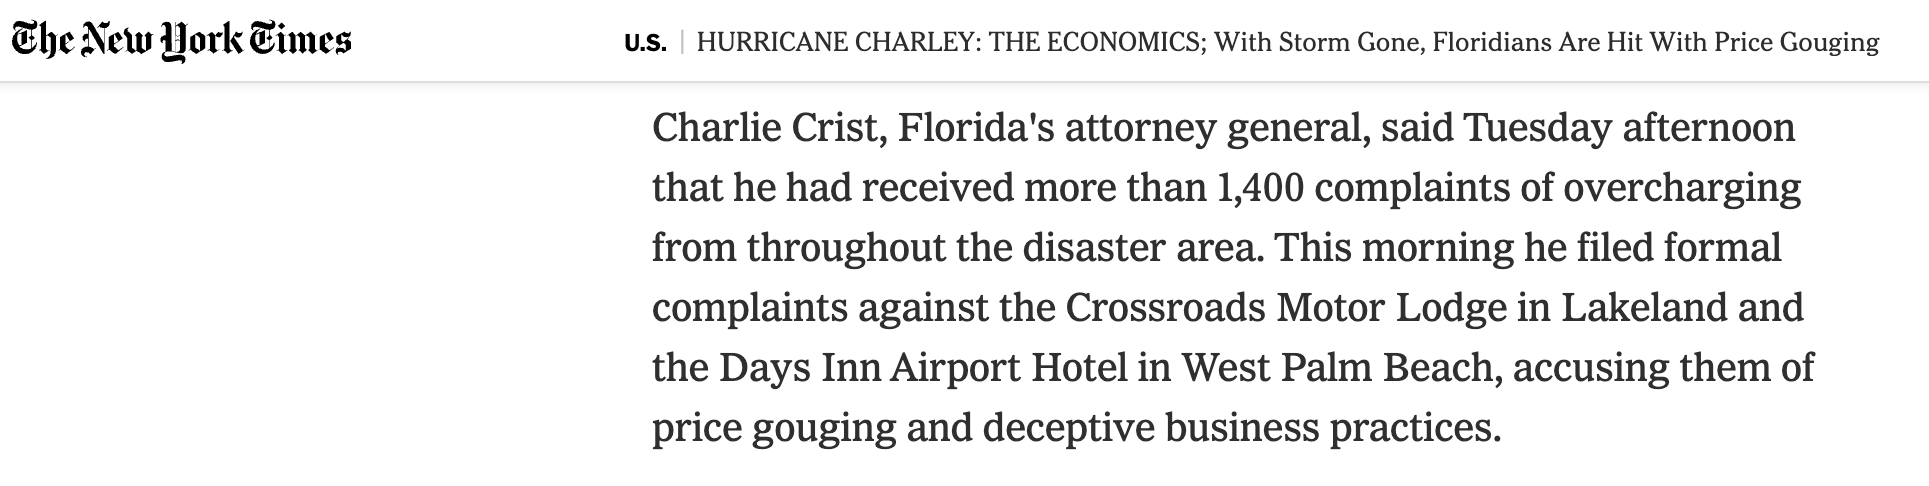 The New York Times
U.S. | HURRICANE CHARLEY: THE ECONOMICS; With Storm Gone, Floridians Are Hit With Price Gouging
Charlie Crist, Florida's attorney general, said Tuesday afternoon
that he had received more than 1,400 complaints of overcharging
from throughout the disaster area. This morning he filed formal
complaints against the Crossroads Motor Lodge in Lakeland and
the Days Inn Airport Hotel in West Palm Beach, accusing them of
price gouging and deceptive business practices.